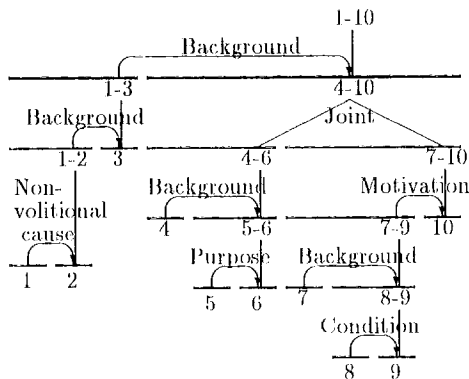 1-10
Background
1-3 4-10
Background Joint
1-2 3 4-6 7-10
Non- Background Motivation
volitional 4 5-6 7-9 10
cause Purpose Background
1 2 5 6 7 8-9
Condition
8 9